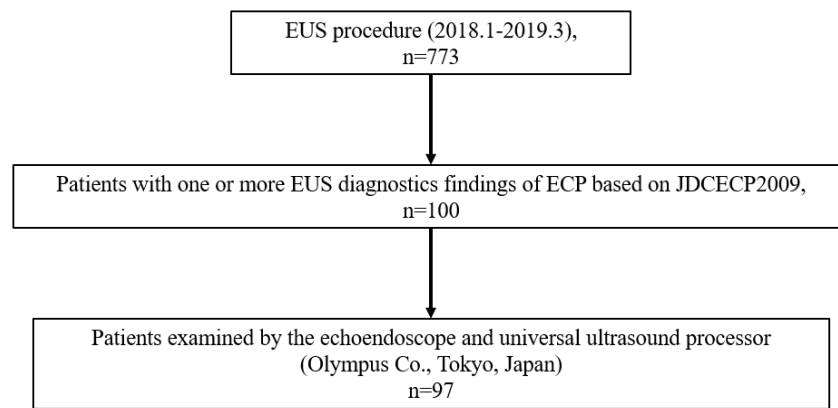 EUS procedure (2018.1-2019.3),
n=773
Patients with one or more EUS diagnostics findings of ECP based on JDCECP2009,
n=100
Patients examined by the echoendoscope and universal ultrasound processor
(Olympus Co., Tokyo, Japan)
n=97